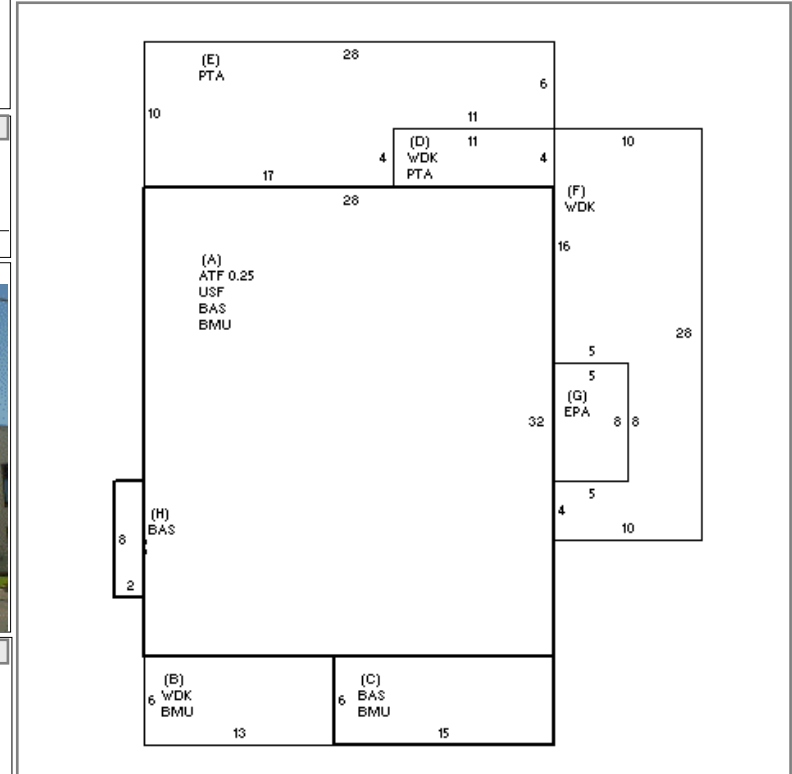 (E)
PTA
28
6
10
11
(D)
WDK
PTA
11
4
4
10
17
28
(F)
WDK
16
(A)
ATF 0.25
USF
BAS
BMU
28
5
5
(G)
EPA
8
8
32
5
4
10
(H)
BAS
8
2
(B)
WDK
BMU
6
13
(C)
BAS
BMU
6
15